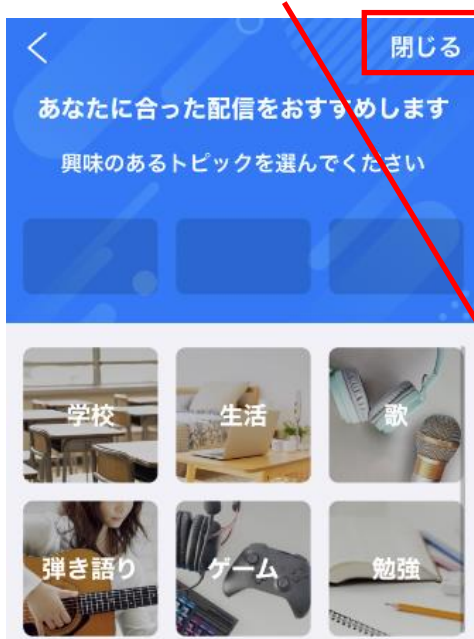 閉じる
あなたに合った配信をおすすめします
興味のあるトピックを選んでください
学校
生活
歌
弾き語り
ゲーム
勉強